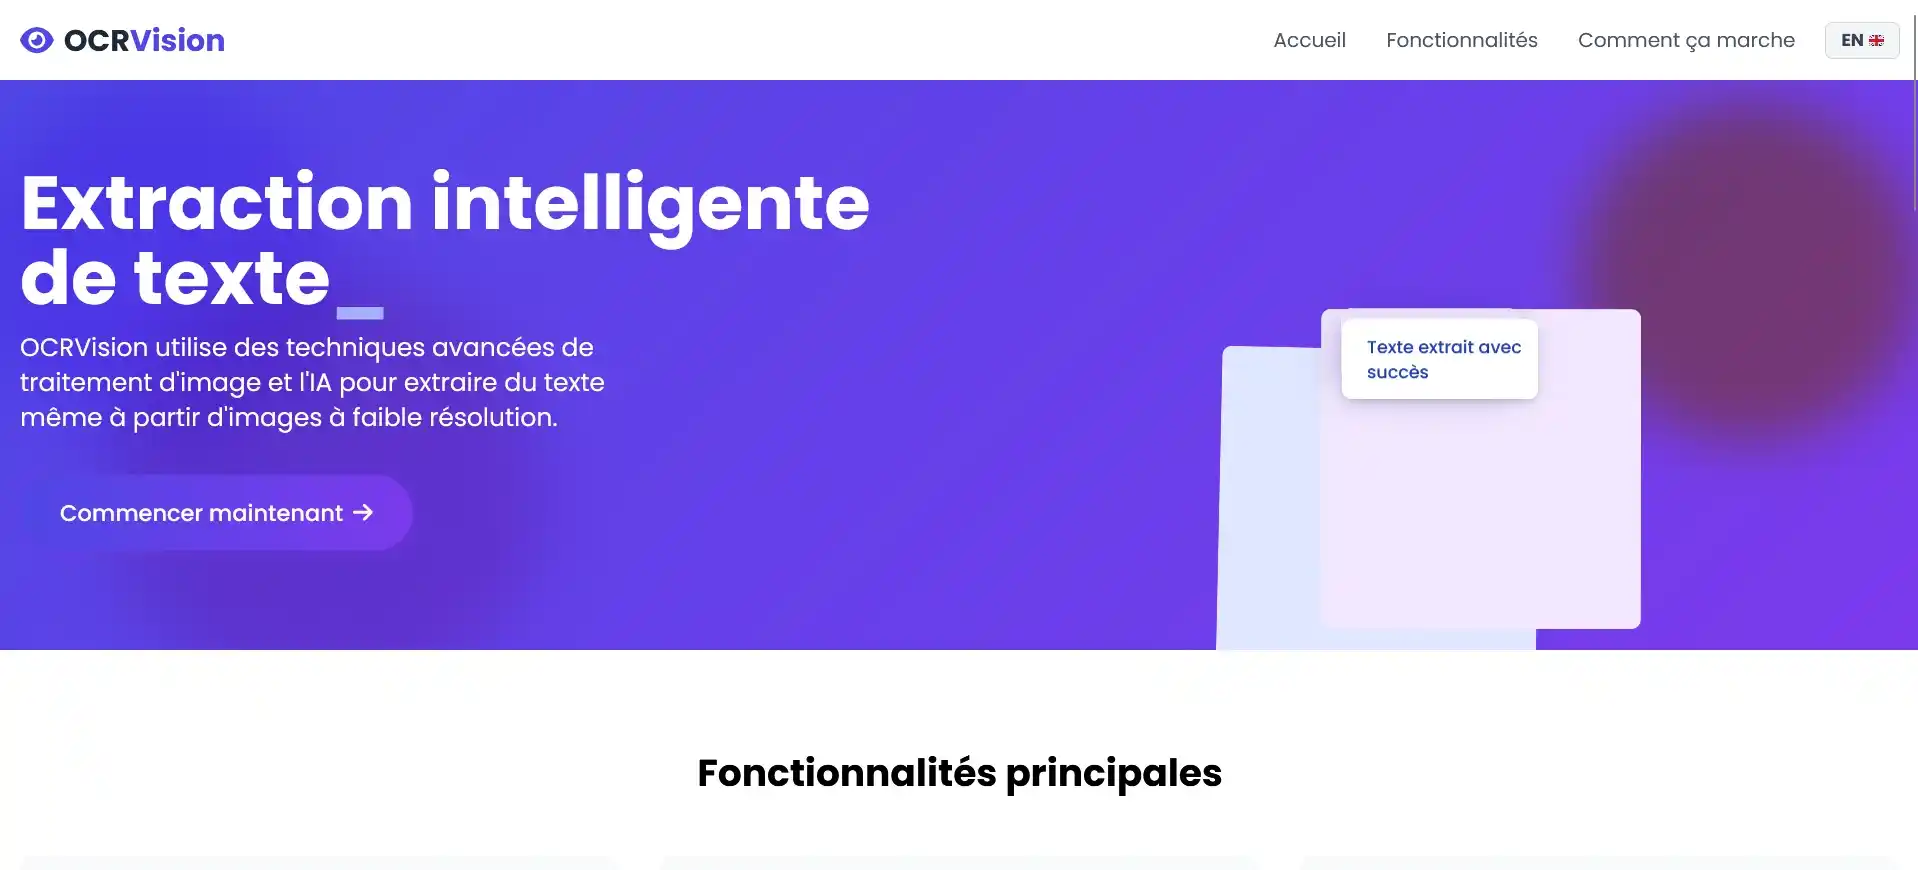 OCRVision
Accueil
Fonctionnalités
Comment ça marche
EN
Extraction intelligente
de texte_
OCRVision utilise des techniques avancées de
traitement d'image et l'IA pour extraire du texte
même à partir d'images à faible résolution.
Commencer maintenant →
Texte extrait avec
succès
Fonctionnalités principales